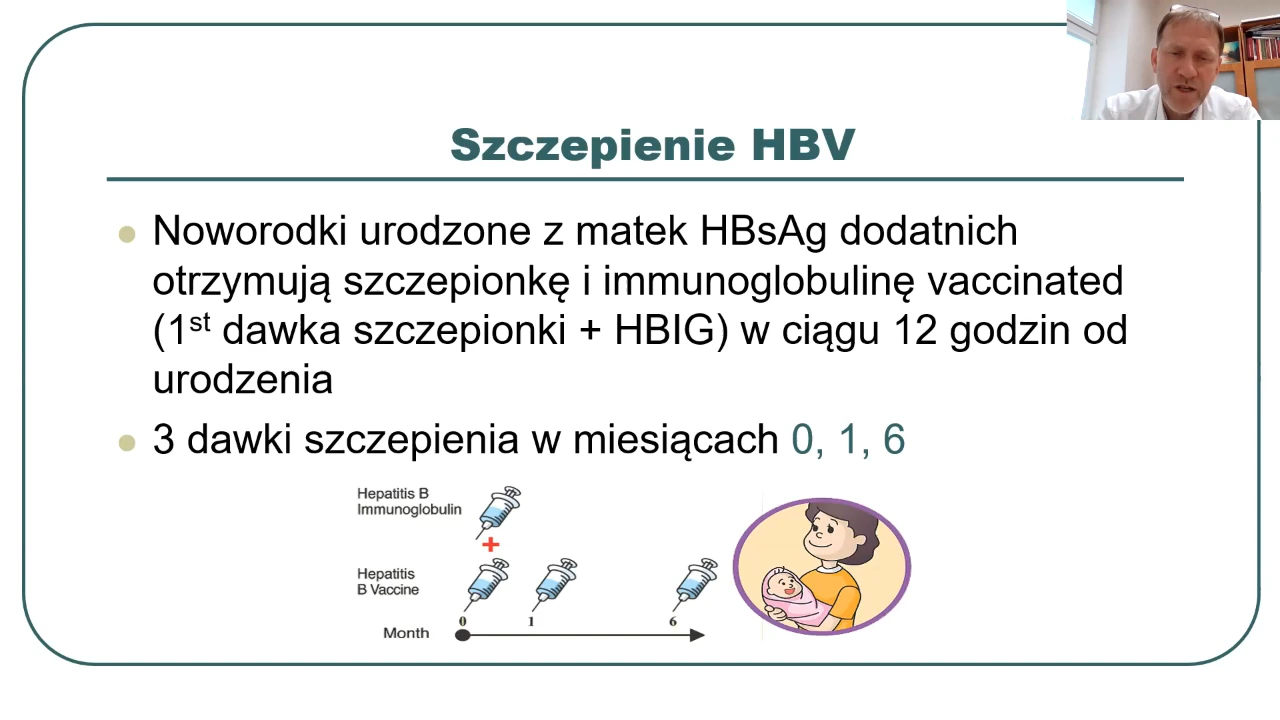 Szczepienie HBV
Noworodki urodzone z matek HBsAg dodatnich
otrzymują szczepionkę i immunoglobulinę vaccinated
(1st dawka szczepionki + HBIG) w ciągu 12 godzin od
urodzenia
3 dawki szczepienia w miesiącach 0, 1, 6
Hepatitis B
Immunoglobulin
+
Hepatitis
B Vaccine
0 1 6
Month